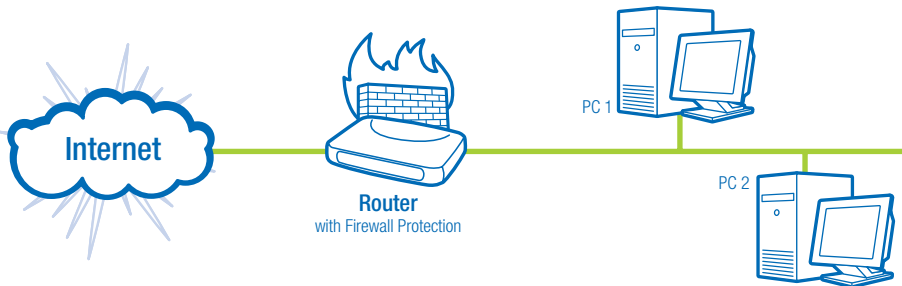 Internet
Router
with Firewall Protection
PC 1
PC 2